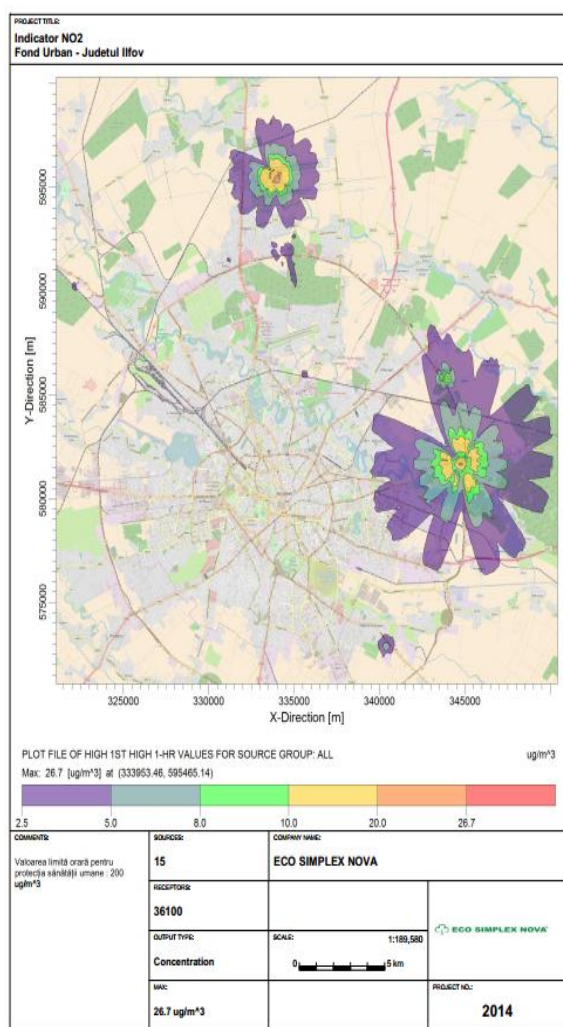 PROJECT TITLE:
Indicator NO2
Fond Urban - Judetul Ilfov
Y-Direction [m]
595000
590000
585000
580000
575000
325000 330000 335000 340000 345000
X-Direction [m]
PLOT FILE OF HIGH 1ST HIGH 1-HR VALUES FOR SOURCE GROUP: ALL ug/m^3
Max: 26.7 [ug/m^3] at (333953.46, 595465.14)
2.5 5.0 8.0 10.0 20.0 26.7
COMMENTS:
Valoarea limită orară pentru
protecția sănătății umane : 200
ug/m^3
SOURCES:
15
COMPANY NAME:
ECO SIMPLEX NOVA
RECEPTORS:
36100
OUTPUT TYPE:
Concentration
SCALE: 1:189,580
0 5 km
ECO SIMPLEX NOVA
MAX:
26.7 ug/m^3
PROJECT NO.:
2014